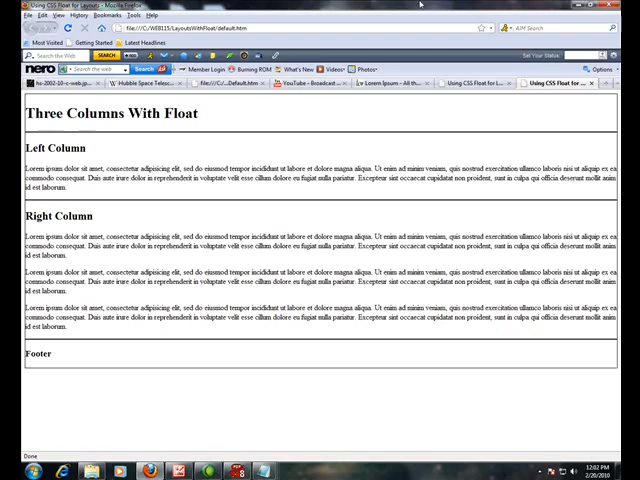 Using CSS Float for Layouts - Mozilla Firefox
File Edit View History Bookmarks Tools Help
file:///C:/WEB115/LayoutsWithFloat/default.htm
AIM Search
Most Visited Getting Started Latest Headlines
Search the Web SEARCH Set Your Status
nero Search the web Search Member Login Burning ROM What's New Videos Photos Options
hs-2002-10-c-web.jp... Hubble Space Telesc... file:///C:/...Default.htm YouTube - Broadcast ... Lorem Ipsum - All th... Using CSS Float for L... Using CSS Float for ...
Three Columns With Float
Left Column
Lorem ipsum dolor sit amet, consectetur adipisicing elit, sed do eiusmod tempor incididunt ut labore et dolore magna aliqua. Ut enim ad minim veniam, quis nostrud exercitation ullamco laboris nisi ut aliquip ex ea
commodo consequat. Duis aute irure dolor in reprehenderit in voluptate velit esse cillum dolore eu fugiat nulla pariatur. Excepteur sint occaecat cupidatat non proident, sunt in culpa qui officia deserunt mollit anim
id est laborum.
Right Column
Lorem ipsum dolor sit amet, consectetur adipisicing elit, sed do eiusmod tempor incididunt ut labore et dolore magna aliqua. Ut enim ad minim veniam, quis nostrud exercitation ullamco laboris nisi ut aliquip ex ea
commodo consequat. Duis aute irure dolor in reprehenderit in voluptate velit esse cillum dolore eu fugiat nulla pariatur. Excepteur sint occaecat cupidatat non proident, sunt in culpa qui officia deserunt mollit anim
id est laborum.
Lorem ipsum dolor sit amet, consectetur adipisicing elit, sed do eiusmod tempor incididunt ut labore et dolore magna aliqua. Ut enim ad minim veniam, quis nostrud exercitation ullamco laboris nisi ut aliquip ex ea
commodo consequat. Duis aute irure dolor in reprehenderit in voluptate velit esse cillum dolore eu fugiat nulla pariatur. Excepteur sint occaecat cupidatat non proident, sunt in culpa qui officia deserunt mollit anim
id est laborum.
Lorem ipsum dolor sit amet, consectetur adipisicing elit, sed do eiusmod tempor incididunt ut labore et dolore magna aliqua. Ut enim ad minim veniam, quis nostrud exercitation ullamco laboris nisi ut aliquip ex ea
commodo consequat. Duis aute irure dolor in reprehenderit in voluptate velit esse cillum dolore eu fugiat nulla pariatur. Excepteur sint occaecat cupidatat non proident, sunt in culpa qui officia deserunt mollit anim
id est laborum.
Footer
Done
12:02 PM
2/20/2010